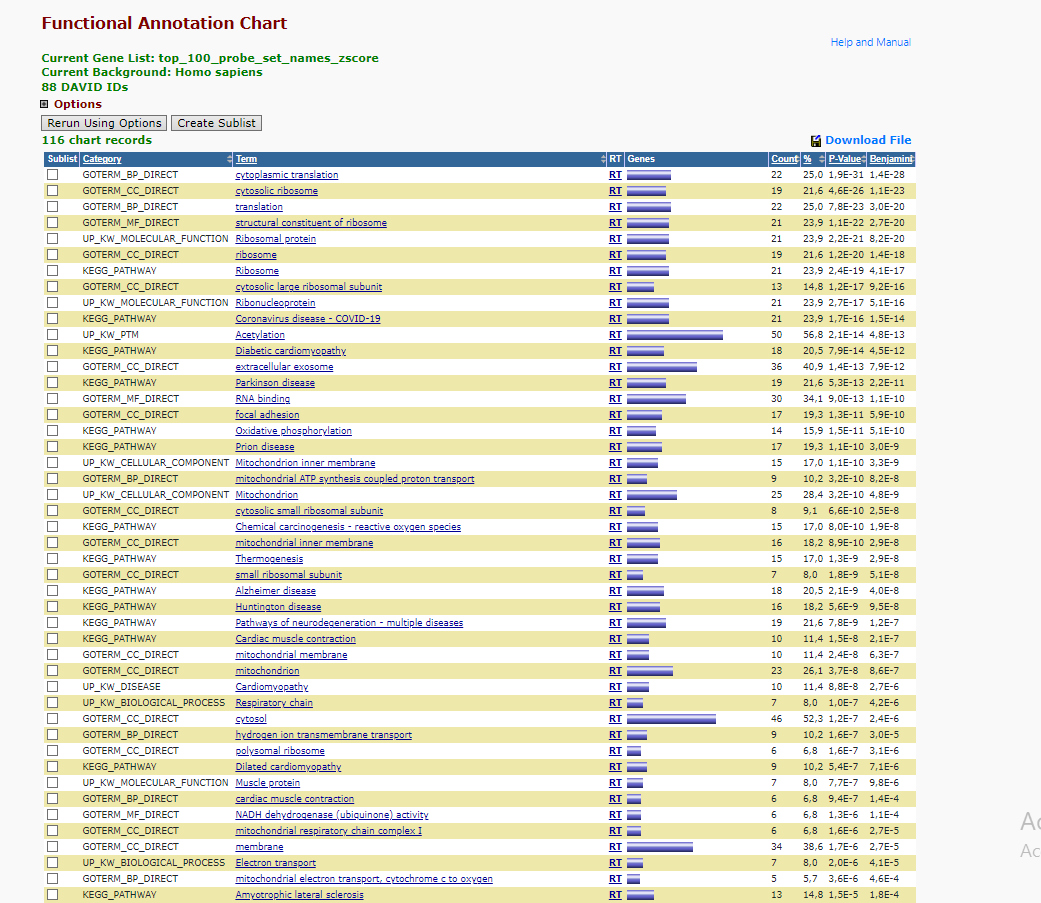 Functional Annotation Chart
Help and Manual
Current Gene List: top_100_probe_set_names_zscore
Current Background: Homo sapiens
88 DAVID IDs
Options
Rerun Using Options Create Sublist
116 chart records Download File
Sublist Category Term RT Genes Count % P-Value Benjamini
GOTERM_BP_DIRECT cytoplasmic translation RT 22 25,0 1,9E-31 1,4E-28
GOTERM_CC_DIRECT cytosolic ribosome RT 19 21,6 4,6E-26 1,1E-23
GOTERM_BP_DIRECT translation RT 22 25,0 7,8E-23 3,0E-20
GOTERM_MF_DIRECT structural constituent of ribosome RT 21 23,9 1,1E-22 2,7E-20
UP_KW_MOLECULAR_FUNCTION Ribosomal protein RT 21 23,9 2,2E-21 8,2E-20
GOTERM_CC_DIRECT ribosome RT 19 21,6 1,2E-20 1,4E-18
KEGG_PATHWAY Ribosome RT 21 23,9 2,4E-19 4,1E-17
GOTERM_CC_DIRECT cytosolic large ribosomal subunit RT 13 14,8 1,2E-17 9,2E-16
UP_KW_MOLECULAR_FUNCTION Ribonucleoprotein RT 21 23,9 2,7E-17 5,1E-16
KEGG_PATHWAY Coronavirus disease - COVID-19 RT 21 23,9 1,7E-16 1,5E-14
UP_KW_PTM Acetylation RT 50 56,8 2,1E-14 4,8E-13
KEGG_PATHWAY Diabetic cardiomyopathy RT 18 20,5 7,9E-14 4,5E-12
GOTERM_CC_DIRECT extracellular exosome RT 36 40,9 1,4E-13 7,9E-12
KEGG_PATHWAY Parkinson disease RT 19 21,6 5,3E-13 2,2E-11
GOTERM_MF_DIRECT RNA binding RT 30 34,1 9,0E-13 1,1E-10
GOTERM_CC_DIRECT focal adhesion RT 17 19,3 1,3E-11 5,9E-10
KEGG_PATHWAY Oxidative phosphorylation RT 14 15,9 1,5E-11 5,1E-10
KEGG_PATHWAY Prion disease RT 17 19,3 1,1E-10 3,0E-9
UP_KW_CELLULAR_COMPONENT Mitochondrion inner membrane RT 15 17,0 1,1E-10 3,3E-9
GOTERM_BP_DIRECT mitochondrial ATP synthesis coupled proton transport RT 9 10,2 3,2E-10 8,2E-8
UP_KW_CELLULAR_COMPONENT Mitochondrion RT 25 28,4 3,2E-10 4,8E-9
GOTERM_CC_DIRECT cytosolic small ribosomal subunit RT 8 9,1 6,6E-10 2,5E-8
KEGG_PATHWAY Chemical carcinogenesis - reactive oxygen species RT 15 17,0 8,0E-10 1,9E-8
GOTERM_CC_DIRECT mitochondrial inner membrane RT 16 18,2 8,9E-10 2,9E-8
KEGG_PATHWAY Thermogenesis RT 15 17,0 1,3E-9 2,9E-8
GOTERM_CC_DIRECT small ribosomal subunit RT 7 8,0 1,8E-9 5,1E-8
KEGG_PATHWAY Alzheimer disease RT 18 20,5 2,1E-9 4,0E-8
KEGG_PATHWAY Huntington disease RT 16 18,2 5,6E-9 9,5E-8
KEGG_PATHWAY Pathways of neurodegeneration - multiple diseases RT 19 21,6 7,8E-9 1,2E-7
KEGG_PATHWAY Cardiac muscle contraction RT 10 11,4 1,5E-8 2,1E-7
GOTERM_CC_DIRECT mitochondrial membrane RT 10 11,4 2,4E-8 6,3E-7
GOTERM_CC_DIRECT mitochondrion RT 23 26,1 3,7E-8 8,6E-7
UP_KW_DISEASE Cardiomyopathy RT 10 11,4 8,8E-8 2,7E-6
UP_KW_BIOLOGICAL_PROCESS Respiratory chain RT 7 8,0 1,0E-7 4,2E-6
GOTERM_CC_DIRECT cytosol RT 46 52,3 1,2E-7 2,4E-6
GOTERM_BP_DIRECT hydrogen ion transmembrane transport RT 9 10,2 1,6E-7 3,0E-5
GOTERM_CC_DIRECT polysomal ribosome RT 6 6,8 1,6E-7 3,1E-6
KEGG_PATHWAY Dilated cardiomyopathy RT 9 10,2 5,4E-7 7,1E-6
UP_KW_MOLECULAR_FUNCTION Muscle protein RT 7 8,0 7,7E-7 9,8E-6
GOTERM_BP_DIRECT cardiac muscle contraction RT 6 6,8 9,4E-7 1,4E-4
GOTERM_MF_DIRECT NADH dehydrogenase (ubiquinone) activity RT 6 6,8 1,3E-6 1,1E-4
GOTERM_CC_DIRECT mitochondrial respiratory chain complex I RT 6 6,8 1,6E-6 2,7E-5
GOTERM_CC_DIRECT membrane RT 34 38,6 1,7E-6 2,7E-5
UP_KW_BIOLOGICAL_PROCESS Electron transport RT 7 8,0 2,0E-6 4,1E-5
GOTERM_BP_DIRECT mitochondrial electron transport, cytochrome c to oxygen RT 5 5,7 3,6E-6 4,6E-4
KEGG_PATHWAY Amyotrophic lateral sclerosis RT 13 14,8 1,5E-5 1,8E-4